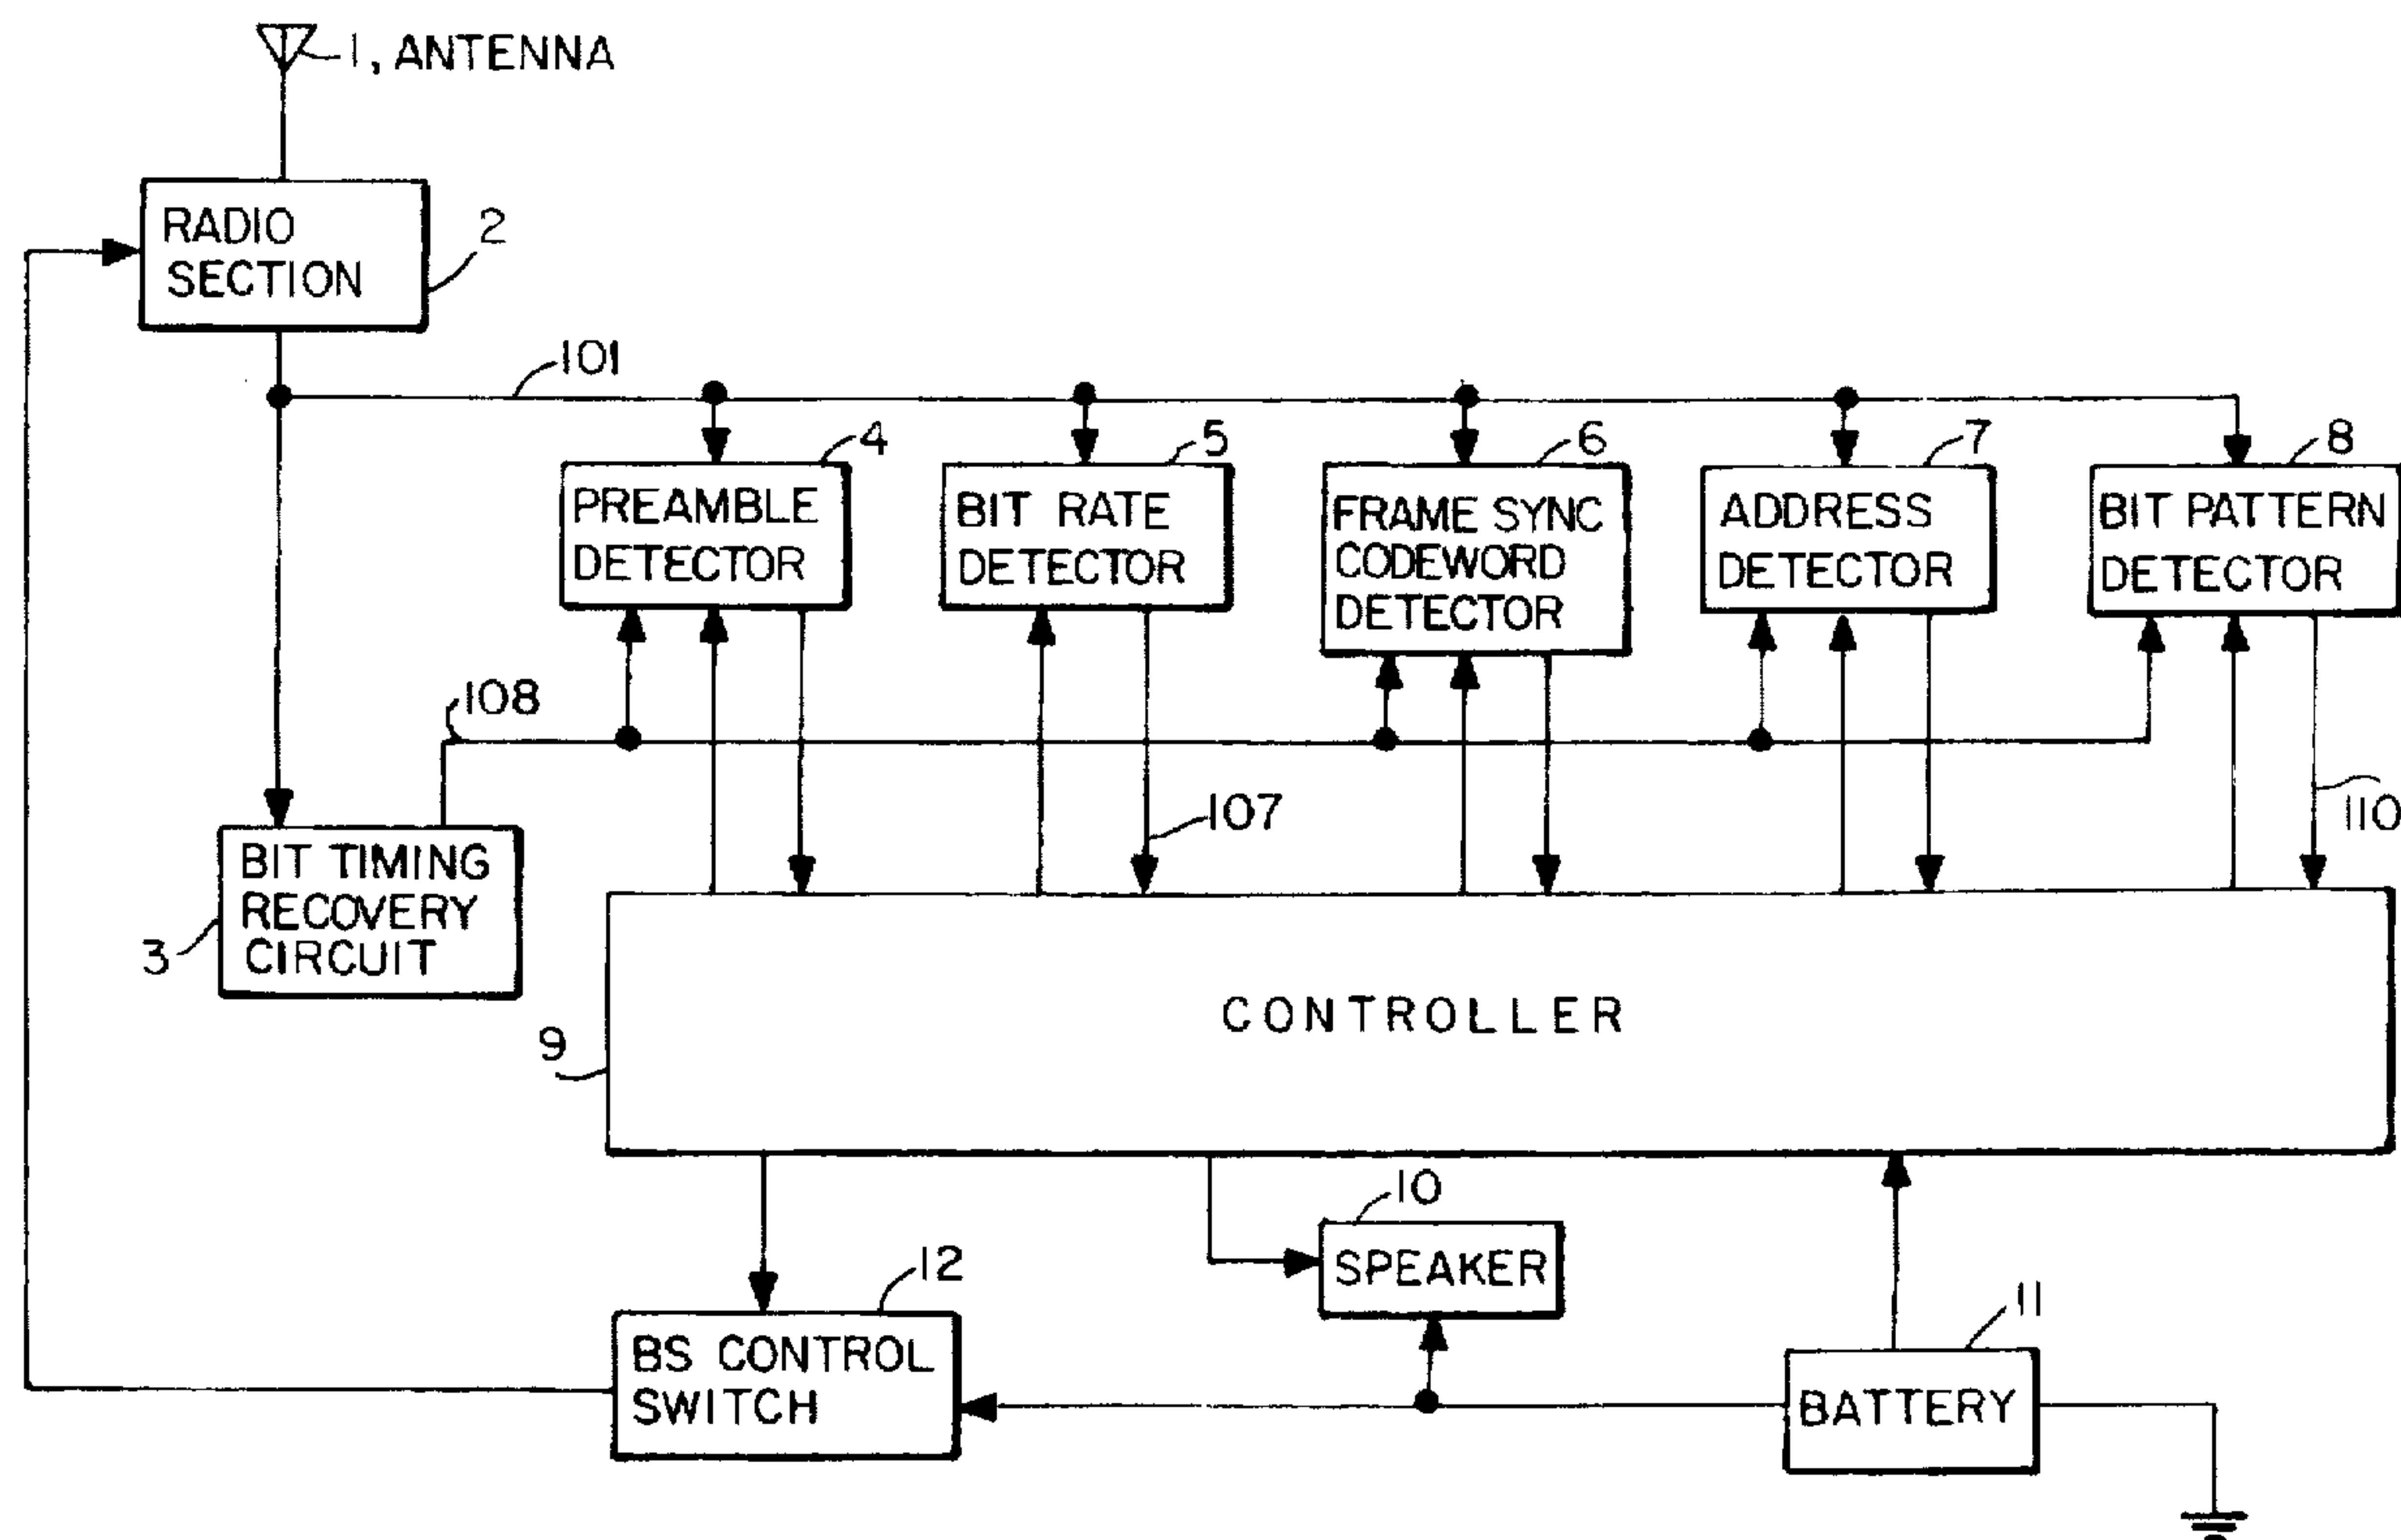 1, ANTENNA
RADIO
SECTION
2
101
4
5
6
7
8
PREAMBLE
DETECTOR
BIT RATE
DETECTOR
FRAME SYNC
CODEWORD
DETECTOR
ADDRESS
DETECTOR
BIT PATTERN
DETECTOR
108
107
110
BIT TIMING
RECOVERY
CIRCUIT
3
CONTROLLER
9
10
SPEAKER
12
BS CONTROL
SWITCH
11
BATTERY